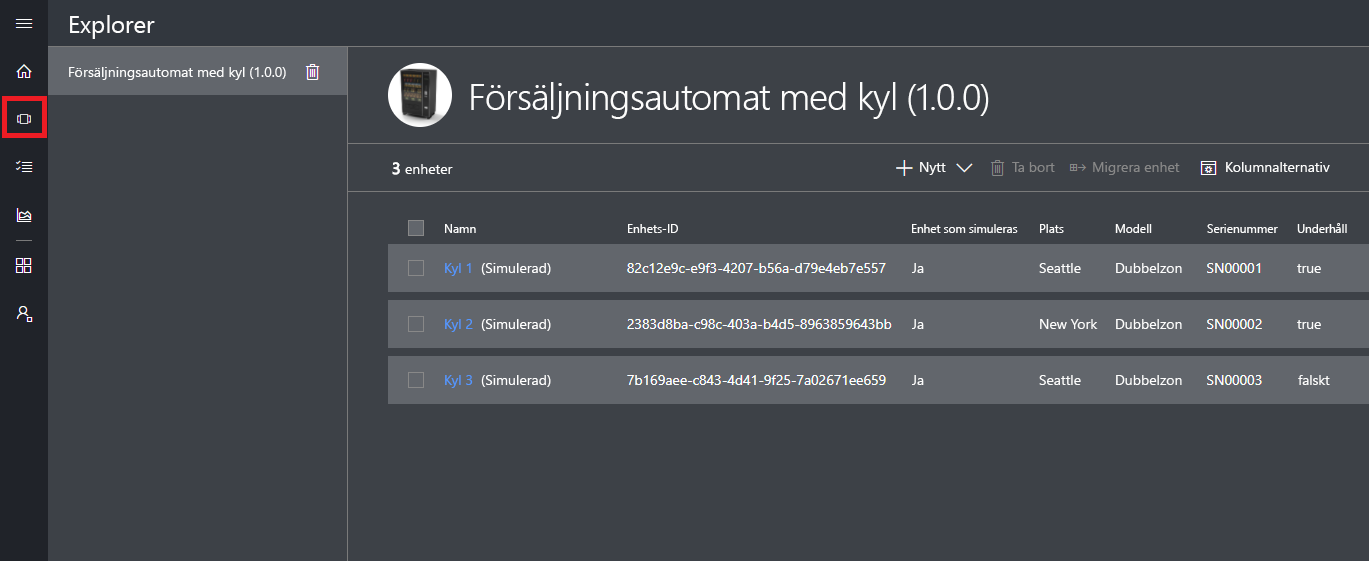 Explorer
Försäljningsautomat med kyl (1.0.0)
Försäljningsautomat med kyl (1.0.0)
3 enheter
Nytt Ta bort Migrera enhet Kolumnalternativ
Namn Enhets-ID Enhet som simuleras Plats Modell Serienummer Underhåll
Kyl 1 (Simulerad) 82c12e9c-e9f3-4207-b56a-d79e4eb7e557 Ja Seattle Dubbelzon SN00001 true
Kyl 2 (Simulerad) 2383d8ba-c98c-403a-b4d5-8963859643bb Ja New York Dubbelzon SN00002 true
Kyl 3 (Simulerad) 7b169aee-c843-4d41-9f25-7a02671ee659 Ja Seattle Dubbelzon SN00003 falskt